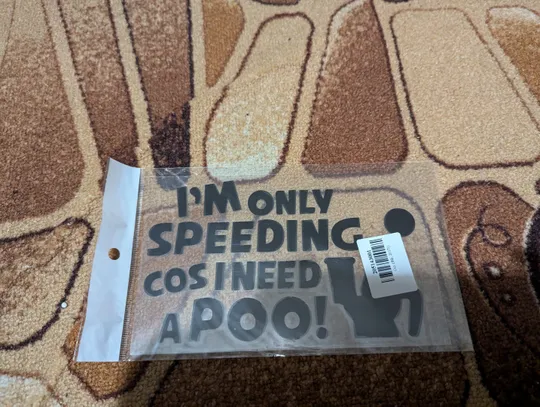 I'M ONLY
SPEEDING
COS I NEED
A POO!